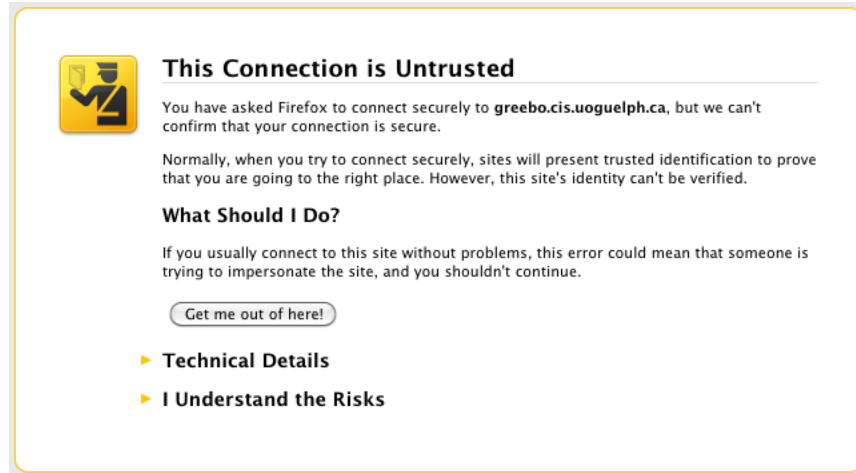 This Connection is Untrusted
You have asked Firefox to connect securely to greebo.cis.uoguelph.ca, but we can't
confirm that your connection is secure.
Normally, when you try to connect securely, sites will present trusted identification to prove
that you are going to the right place. However, this site's identity can't be verified.
What Should I Do?
If you usually connect to this site without problems, this error could mean that someone is
trying to impersonate the site, and you shouldn't continue.
Get me out of here!
Technical Details
I Understand the Risks